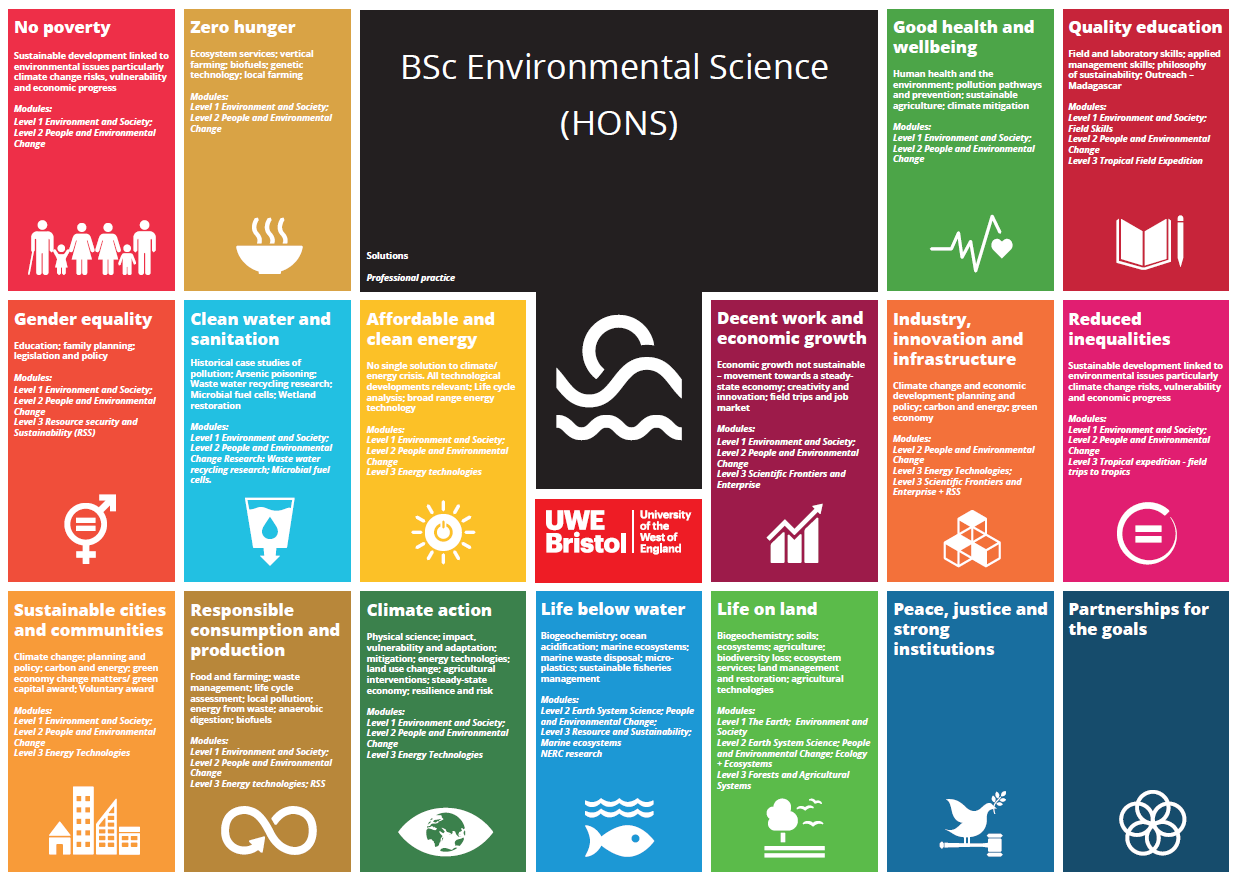 No poverty
Sustainable development linked to
environmental issues particularly
climate change risks, vulnerability
and economic progress
Modules:
Level 1 Environment and Society;
Level 2 People and Environmental
Change
Zero hunger
Ecosystem services; vertical
farming; biofuels; genetic
technology; local farming
Modules:
Level 1 Environment and Society;
Level 2 People and Environmental
Change
BSc Environmental Science
(HONS)
Solutions
Professional practice
Good health and
wellbeing
Human health and the
environment; pollution pathways
and prevention; sustainable
agriculture; climate mitigation
Modules:
Level 1 Environment and Society;
Level 2 People and Environmental
Change
Quality education
Field and laboratory skills; applied
management skills; philosophy
of sustainability; Outreach –
Madagascar
Modules:
Level 1 Environment and Society;
Field Skills
Level 2 People and Environmental
Change
Level 3 Tropical Field Expedition
Gender equality
Education; family planning;
legislation and policy
Modules:
Level 1 Environment and Society;
Level 2 People and Environmental
Change
Level 3 Resource security and
Sustainability (RSS)
Clean water and
sanitation
Historical case studies of
pollution; Arsenic poisoning;
Waste water recycling research;
Microbial fuel cells; Wetland
restoration
Modules:
Level 1 Environment and Society;
Level 2 People and Environmental
Change Research: Waste water
recycling research; Microbial fuel
cells.
Affordable and
clean energy
No single solution to climate/
energy crisis. All technological
developments relevant; Life cycle
analysis; broad range energy
technology
Modules:
Level 1 Environment and Society;
Level 2 People and Environmental
Change
Level 3 Energy technologies
UWE
Bristol
University
of the
West of
England
Decent work and
economic growth
Economic growth not sustainable
– movement towards a steady-
state economy; creativity and
innovation; field trips and job
market
Modules:
Level 1 Environment and Society;
Level 2 People and Environmental
Change
Level 3 Scientific Frontiers and
Enterprise
Industry,
innovation and
infrastructure
Climate change and economic
development; planning and
policy; carbon and energy; green
economy
Modules:
Level 2 People and Environmental
Change
Level 3 Energy Technologies;
Level 3 Scientific Frontiers and
Enterprise + RSS
Reduced
inequalities
Sustainable development linked to
environmental issues particularly
climate change risks, vulnerability
and economic progress
Modules:
Level 1 Environment and Society;
Level 2 People and Environmental
Change
Level 3 Tropical expedition - field
trips to tropics
Sustainable cities
and communities
Climate change; planning and
policy; carbon and energy; green
economy change matters/ green
capital award; Voluntary award
Modules:
Level 1 Environment and Society;
Level 2 People and Environmental
Change
Level 3 Energy Technologies
Responsible
consumption and
production
Food and farming; waste
management; life cycle
assessment; local pollution;
energy from waste; anaerobic
digestion; biofuels
Modules:
Level 1 Environment and Society;
Level 2 People and Environmental
Change
Level 3 Energy technologies; RSS
Climate action
Physical science; impact,
vulnerability and adaptation;
mitigation; energy technologies;
land use change; agricultural
interventions; steady-state
economy; resilience and risk
Modules:
Level 1 Environment and Society;
Level 2 People and Environmental
Change
Level 3 Energy Technologies
Life below water
Biogeochemistry; ocean
acidification; marine ecosystems;
marine waste disposal; micro-
plastics; sustainable fisheries
management
Modules:
Level 2 Earth System Science; People
and Environmental Change;
Level 3 Resource and Sustainability;
Marine ecosystems
NERC research
Life on land
Biogeochemistry; soils;
ecosystems; agriculture;
biodiversity loss; ecosystem
services; land management
and restoration; agricultural
technologies
Modules:
Level 1 The Earth; Environment and
Society
Level 2 Earth System Science; People
and Environmental Change; Ecology
+ Ecosystems
Level 3 Forests and Agricultural
Systems
Peace, justice and
strong
institutions
Partnerships for
the goals